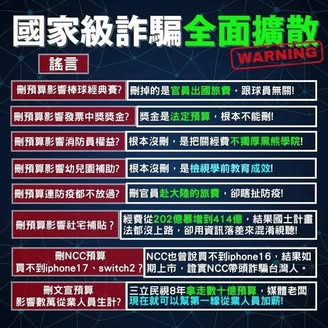 國家級詐騙全面擴散
WARNING
謠言
刪預算影響棒球經典賽?
刪掉的是官員出國旅費，跟球員無關!
刪預算影響發票中獎獎金?
獎金是法定預算，根本不能刪!
刪預算影響消防員權益?
根本沒刪，是把關經費不獨厚黑熊學院!
刪預算影響幼兒園補助?
根本沒刪，是檢視學前教育成效!
刪預算連防疫都不放過?
刪官員赴大陸的旅費，卻瞎扯防疫!
刪預算影響社宅補貼?
經費從202億暴增到414億，結果國土計畫
法都沒上路，卻用資訊落差來混淆視聽!
刪NCC預算
買不到iphone17、switch2?
NCC也曾說買不到iphone16，結果如
期上市，證實NCC帶頭詐騙台灣人。
刪文宣預算
影響數萬從業人員生計?
三立民視8年拿走數十億預算，媒體老闆
現在就可以幫第一線從業人員加薪!